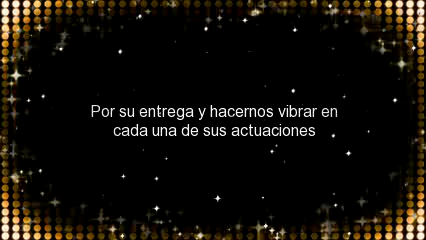 Por su entrega y hacernos vibrar en
cada una de sus actuaciones